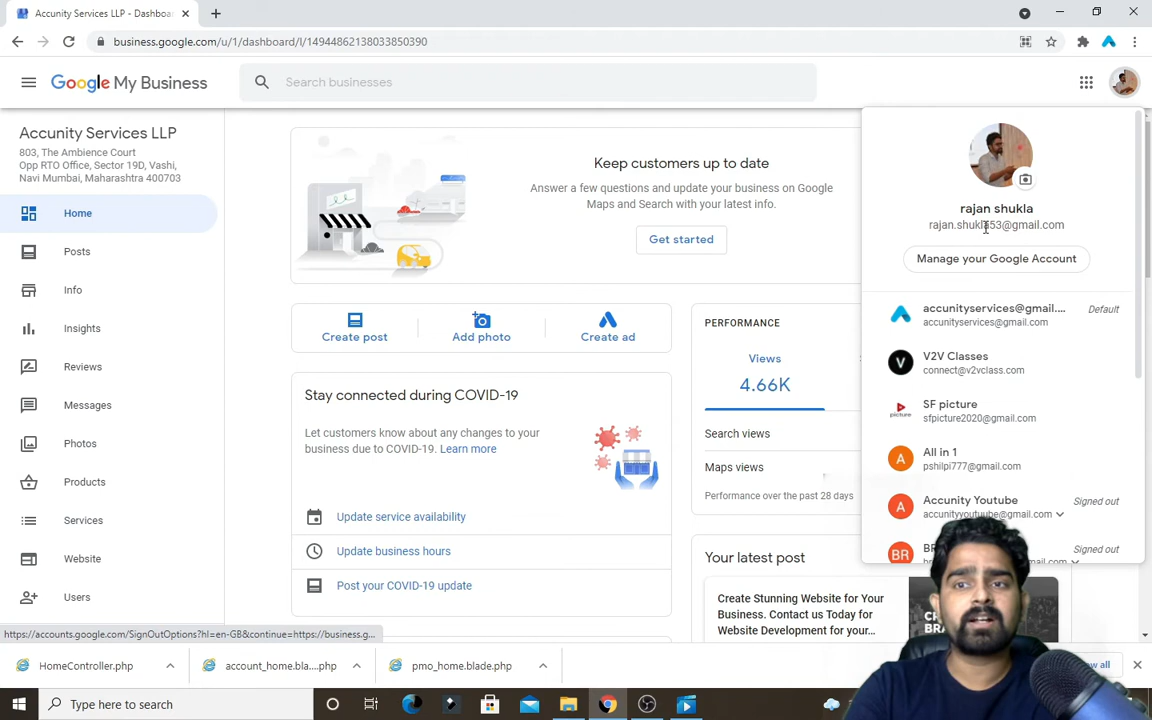 Accunity Services LLP - Dashboa
business.google.com/u/1/dashboard/l/14944862138033850390
Google My Business
Search businesses
Accunity Services LLP
803, The Ambience Court
Opp RTO Office, Sector 19D, Vashi,
Navi Mumbai, Maharashtra 400703
Home
Posts
Info
Insights
Reviews
Messages
Photos
Products
Services
Website
Users
Keep customers up to date
Answer a few questions and update your business on Google
Maps and Search with your latest info.
Get started
Create post
Add photo
Create ad
Stay connected during COVID-19
Let customers know about any changes to your
business due to COVID-19. Learn more
Update service availability
Update business hours
Post your COVID-19 update
PERFORMANCE
Views
4.66K
Search views
Maps views
Performance over the past 28 days
Your latest post
Create Stunning Website for Your
Business. Contact us Today for
Website Development for your...
rajan shukla
Manage your Google Account
accunityservices@gmail.... Default
accunityservices@gmail.com
V2V Classes
connect@v2vclass.com
SF picture
picture
sfpicture2020@gmail.com
All in 1
A
pshilpi777@gmail.com
Accunity Youtube Signed out
A
accunityyoutuube@gmail.com
BR Signed out
https://accounts.google.com/SignOutOptions?hl=en-GB&continue=https://business.g...
HomeController.php
account_home.bla....php
pmo_home.blade.php
Type here to search